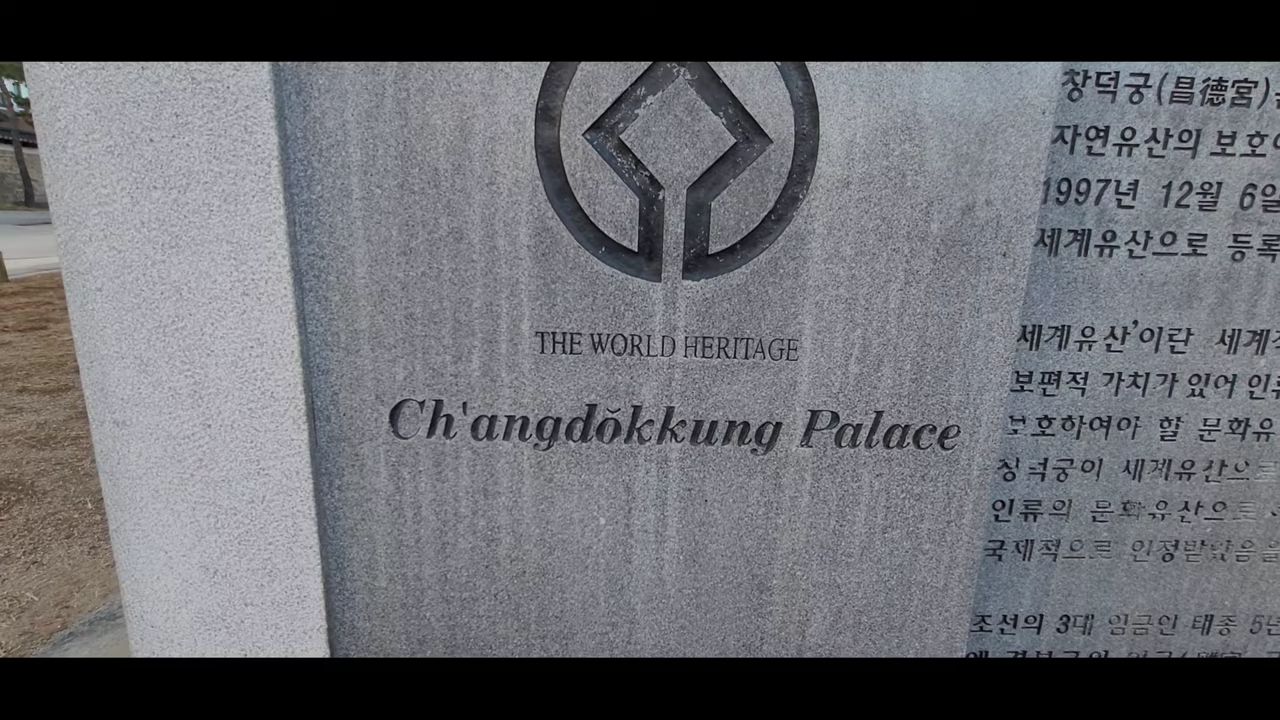 THE WORLD HERITAGE
Ch'angdŏkkung Palace
창덕궁(昌德宮)
자연유산의 보호
1997년 12월 6일
세계유산으로 등록
세계유산'이란 세계
보편적 가치가 있어 인류
보호하여야 할 문화유
창덕궁이 세계유산으로
인류의 문화유산으로
국제적으로 인정받았음을
조선의 3대 임금인 태종 5년